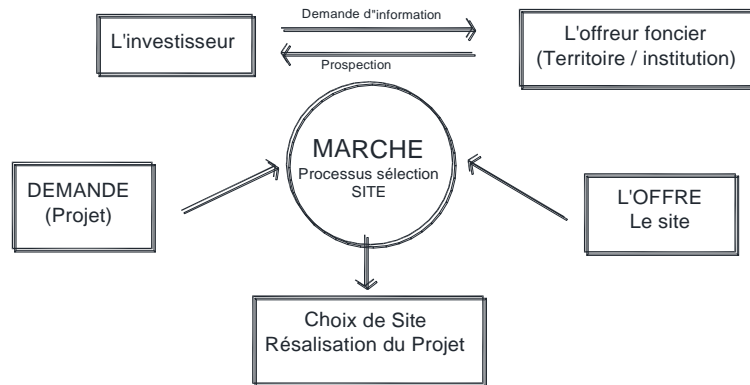 Demande d"information
L'investisseur
L'offreur foncier
(Territoire / institution)
Prospection
MARCHE
Processus sélection
SITE
DEMANDE
(Projet)
L'OFFRE
Le site
Choix de Site
Résalisation du Projet